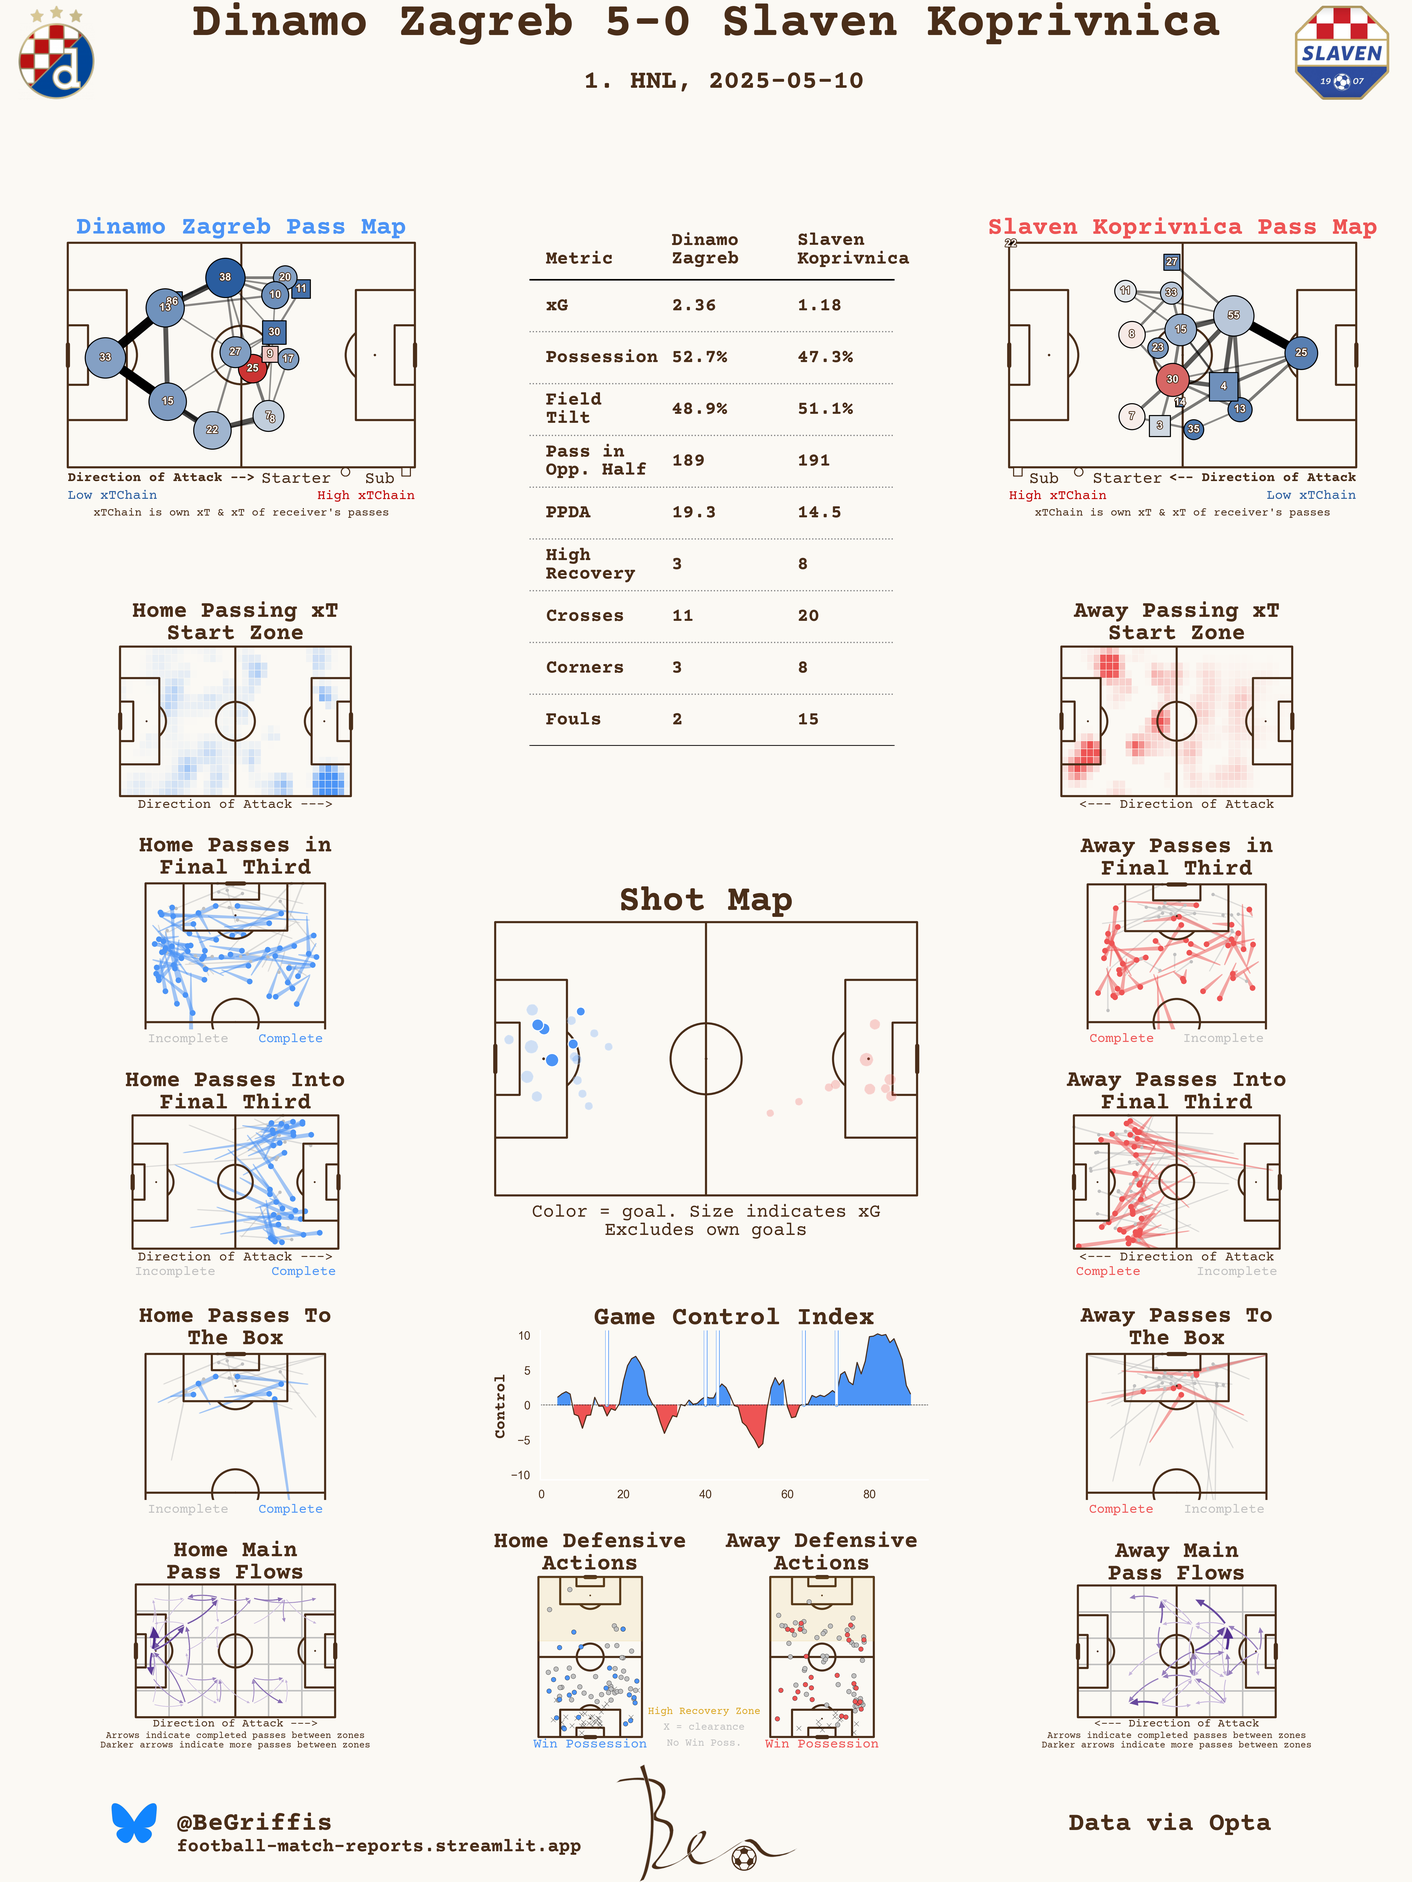 Dinamo Zagreb 5-0 Slaven Koprivnica
1. HNL, 2025-05-10
SLAVEN
19 07
Dinamo Zagreb Pass Map
38
20
10
11
86
13
30
33
27
9
17
25
15
7
8
22
Direction of Attack --> Starter Sub
Low xTChain High xTChain
xTChain is own xT & xT of receiver's passes
Metric Dinamo Zagreb Slaven Koprivnica
xG 2.36 1.18
Possession 52.7% 47.3%
Field Tilt 48.9% 51.1%
Pass in Opp. Half 189 191
PPDA 19.3 14.5
High Recovery 3 8
Crosses 11 20
Corners 3 8
Fouls 2 15
Slaven Koprivnica Pass Map
22
27
11
33
55
8
15
23
25
30
4
14
13
7
3
35
Sub Starter <-- Direction of Attack
High xTChain Low xTChain
xTChain is own xT & xT of receiver's passes
Home Passing xT
Start Zone
Direction of Attack --->
Away Passing xT
Start Zone
<--- Direction of Attack
Home Passes in
Final Third
Incomplete Complete
Away Passes in
Final Third
Complete Incomplete
Shot Map
Color = goal. Size indicates xG
Excludes own goals
Home Passes Into
Final Third
Direction of Attack --->
Incomplete Complete
Away Passes Into
Final Third
<--- Direction of Attack
Complete Incomplete
Home Passes To
The Box
Incomplete Complete
Game Control Index
Control
10
5
0
−5
−10
0 20 40 60 80
Away Passes To
The Box
Complete Incomplete
Home Main
Pass Flows
Direction of Attack --->
Arrows indicate completed passes between zones
Darker arrows indicate more passes between zones
Home Defensive
Actions
Win Possession
High Recovery Zone
X = clearance
No Win Poss.
Away Defensive
Actions
Win Possession
Away Main
Pass Flows
<--- Direction of Attack
Arrows indicate completed passes between zones
Darker arrows indicate more passes between zones
@BeGriffis
football-match-reports.streamlit.app
Ben
Data via Opta